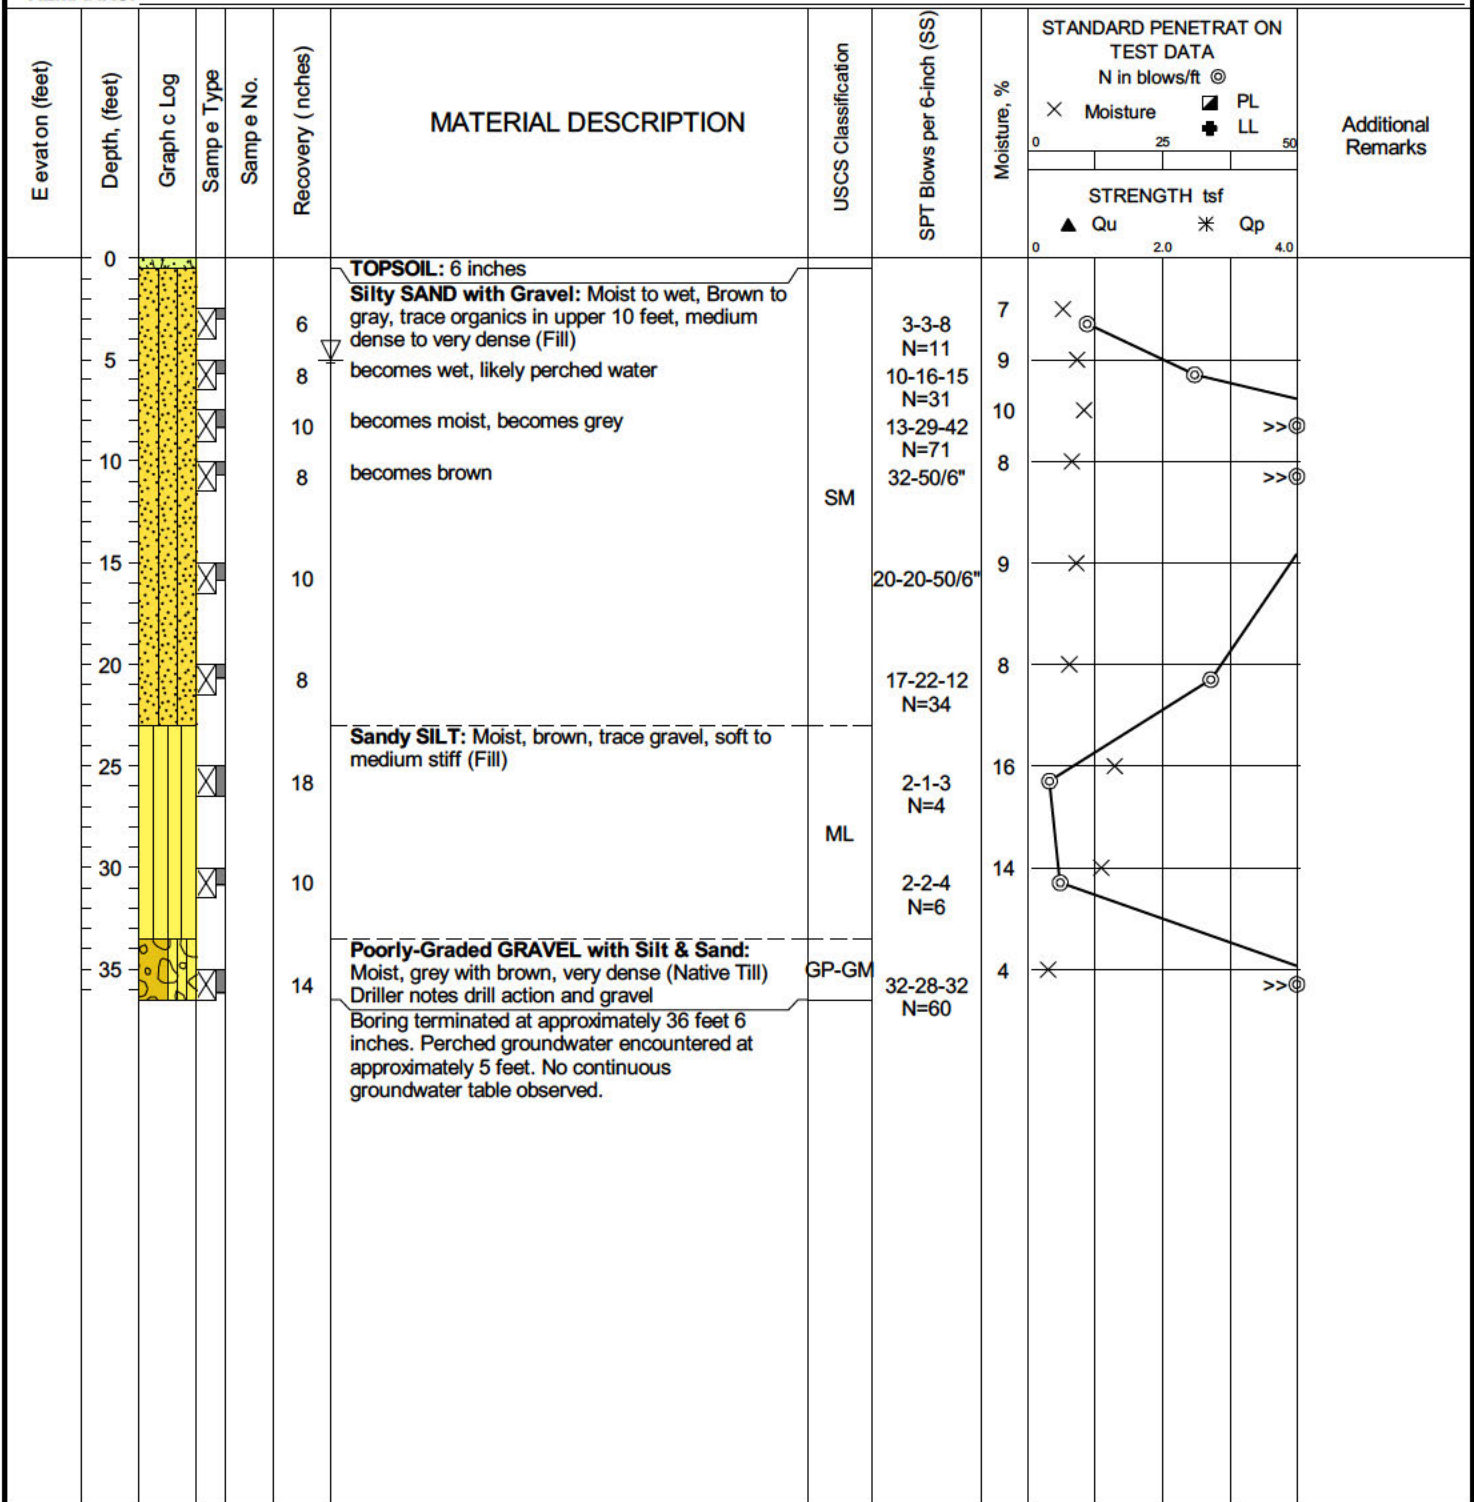 E evat on (feet)
Depth, (feet)
Graph c Log
Samp e Type
Samp e No.
Recovery ( nches)
MATERIAL DESCRIPTION
USCS Classification
SPT Blows per 6-inch (SS)
Moisture, %
STANDARD PENETRAT ON
TEST DATA
N in blows/ft
Moisture
PL
LL
0 25 50
STRENGTH tsf
Qu Qp
0 2.0 4.0
Additional
Remarks
0
TOPSOIL: 6 inches
Silty SAND with Gravel: Moist to wet, Brown to
gray, trace organics in upper 10 feet, medium
dense to very dense (Fill)
6
3-3-8
N=11
7
5
becomes wet, likely perched water
8
10-16-15
N=31
9
becomes moist, becomes grey
10
13-29-42
N=71
10
>>
10
becomes brown
8
32-50/6"
8
>>
SM
15
10
20-20-50/6"
9
20
8
17-22-12
N=34
8
Sandy SILT: Moist, brown, trace gravel, soft to
medium stiff (Fill)
25
18
2-1-3
N=4
16
ML
30
10
2-2-4
N=6
14
Poorly-Graded GRAVEL with Silt & Sand:
Moist, grey with brown, very dense (Native Till)
Driller notes drill action and gravel
35
14
GP-GM
32-28-32
N=60
4
>>
Boring terminated at approximately 36 feet 6
inches. Perched groundwater encountered at
approximately 5 feet. No continuous
groundwater table observed.